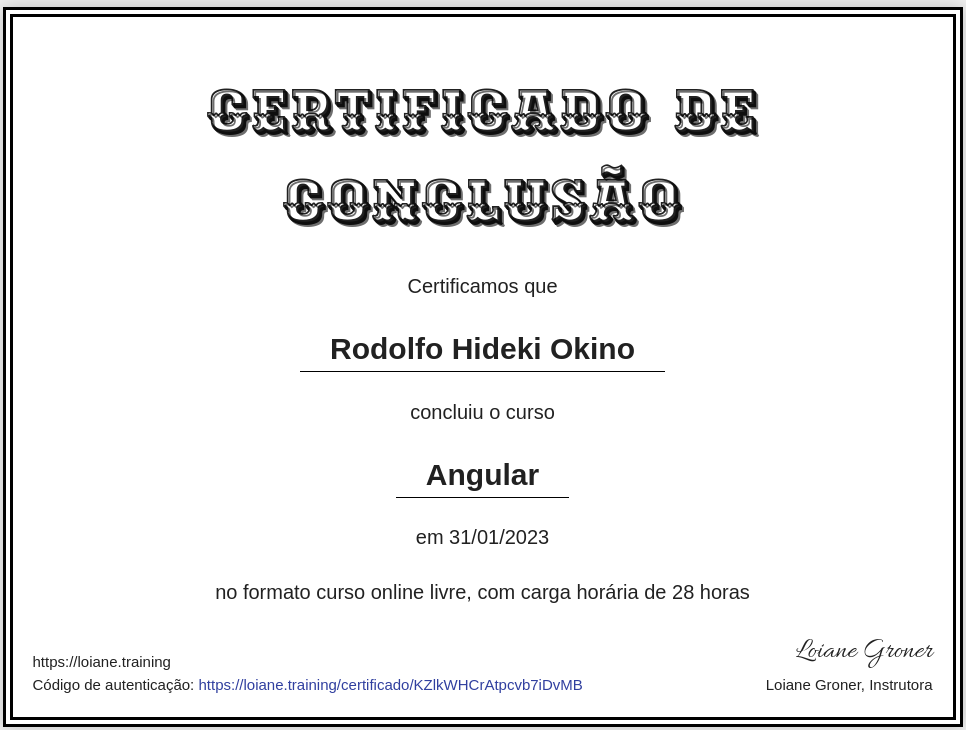 CERTIFICADO DE
CONCLUSÃO
Certificamos que
Rodolfo Hideki Okino
concluiu o curso
Angular
em 31/01/2023
no formato curso online livre, com carga horária de 28 horas
Loiane Groner
https://loiane.training
Código de autenticação: https://loiane.training/certificado/KZlkWHCrAtpcvb7iDvMB
Loiane Groner, Instrutora